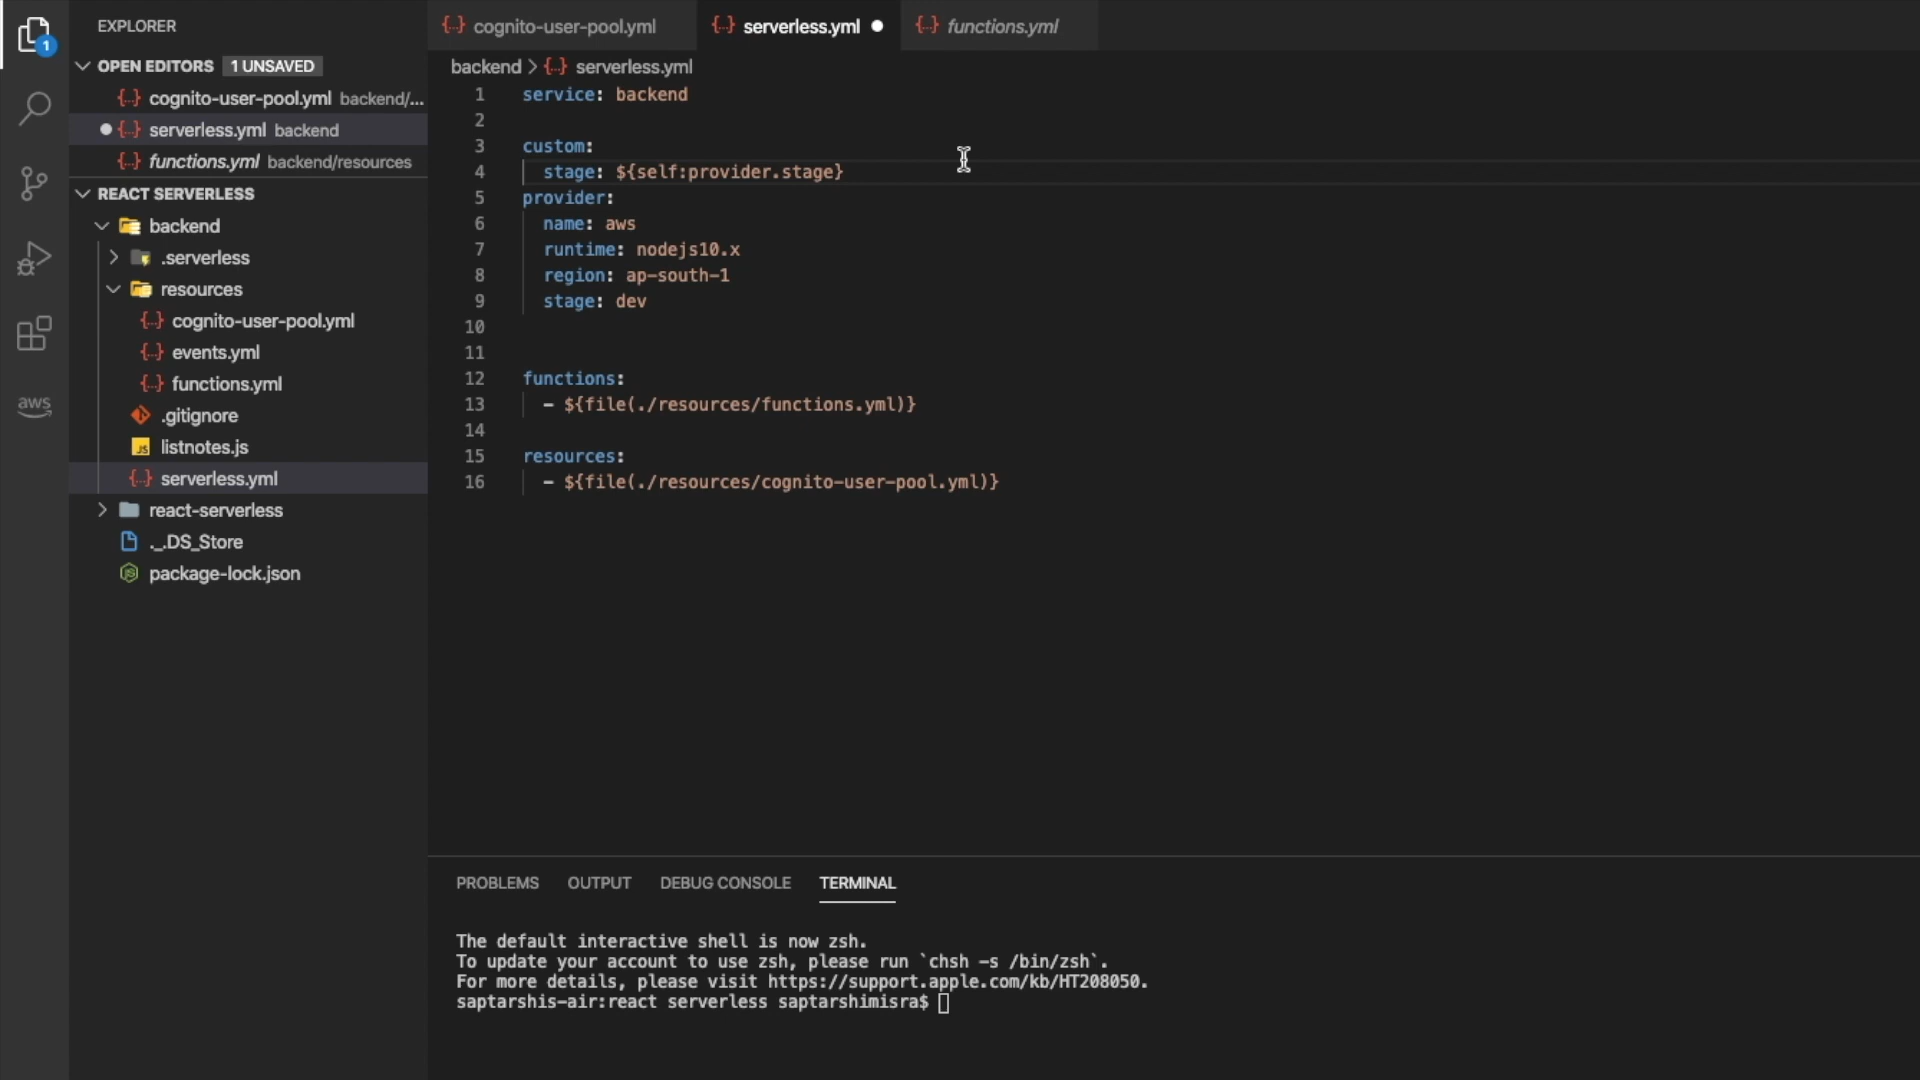 EXPLORER
OPEN EDITORS 1 UNSAVED
{..} cognito-user-pool.yml backend/...
{..} serverless.yml backend
{..} functions.yml backend/resources
REACT SERVERLESS
backend
.serverless
resources
{..} cognito-user-pool.yml
{..} events.yml
{..} functions.yml
.gitignore
JS listnotes.js
{..} serverless.yml
react-serverless
._.DS_Store
package-lock.json
1
aws
{..} cognito-user-pool.yml {..} serverless.yml {..} functions.yml
backend > {..} serverless.yml
1 service: backend
2
3 custom:
4 stage: ${self:provider.stage}
5 provider:
6 name: aws
7 runtime: nodejs10.x
8 region: ap-south-1
9 stage: dev
10
11
12 functions:
13 - ${file(./resources/functions.yml)}
14
15 resources:
16 - ${file(./resources/cognito-user-pool.yml)}
PROBLEMS OUTPUT DEBUG CONSOLE TERMINAL
The default interactive shell is now zsh.
To update your account to use zsh, please run `chsh -s /bin/zsh`.
For more details, please visit https://support.apple.com/kb/HT208050.
saptarshis-air:react serverless saptarshimisra$